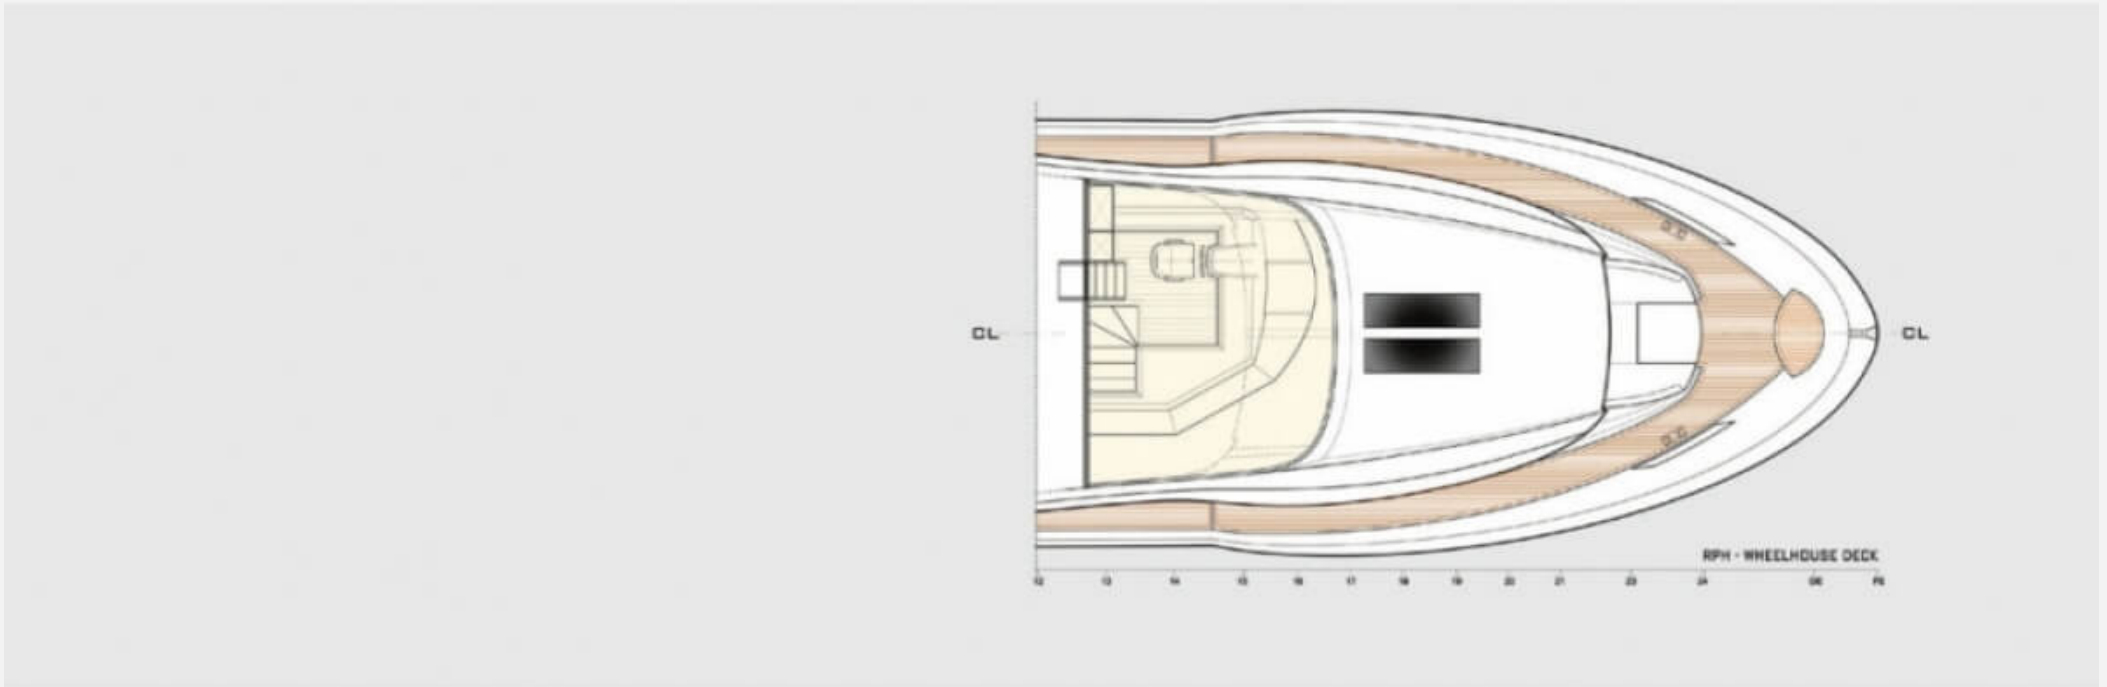 CL
CL
RPH - WHEELHOUSE DECK
12 13 14 15 16 17 18 19 20 21 23 24